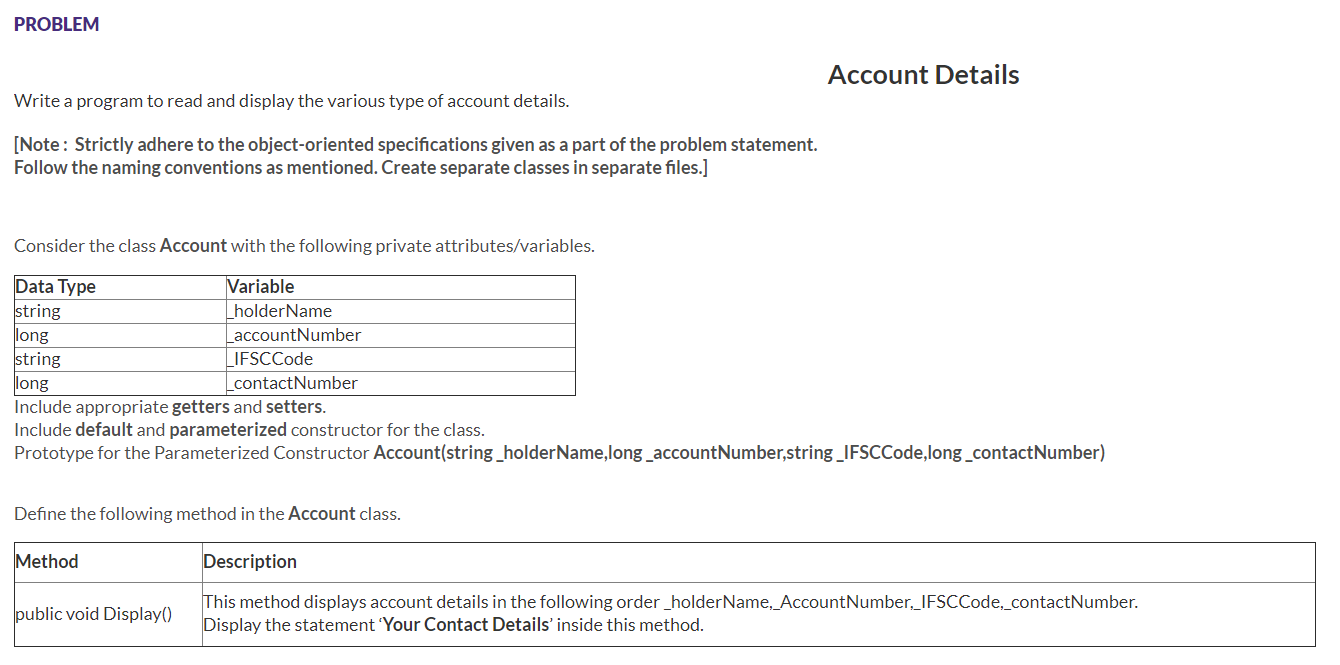 PROBLEM
Account Details
Write a program to read and display the various type of account details.
[Note :  Strictly adhere to the object-oriented specifications given as a part of the problem statement.
Follow the naming conventions as mentioned. Create separate classes in separate files.]
Consider the class Account with the following private attributes/variables.
Data Type Variable
string _holderName
long _accountNumber
string _IFSCCode
long _contactNumber
Include appropriate getters and setters.
Include default and parameterized constructor for the class.
Prototype for the Parameterized Constructor Account(string _holderName,long _accountNumber,string _IFSCCode,long _contactNumber)
Define the following method in the Account class.
Method Description
public void Display() This method displays account details in the following order _holderName,_AccountNumber,_IFSCCode,_contactNumber.
Display the statement ‘Your Contact Details’ inside this method.